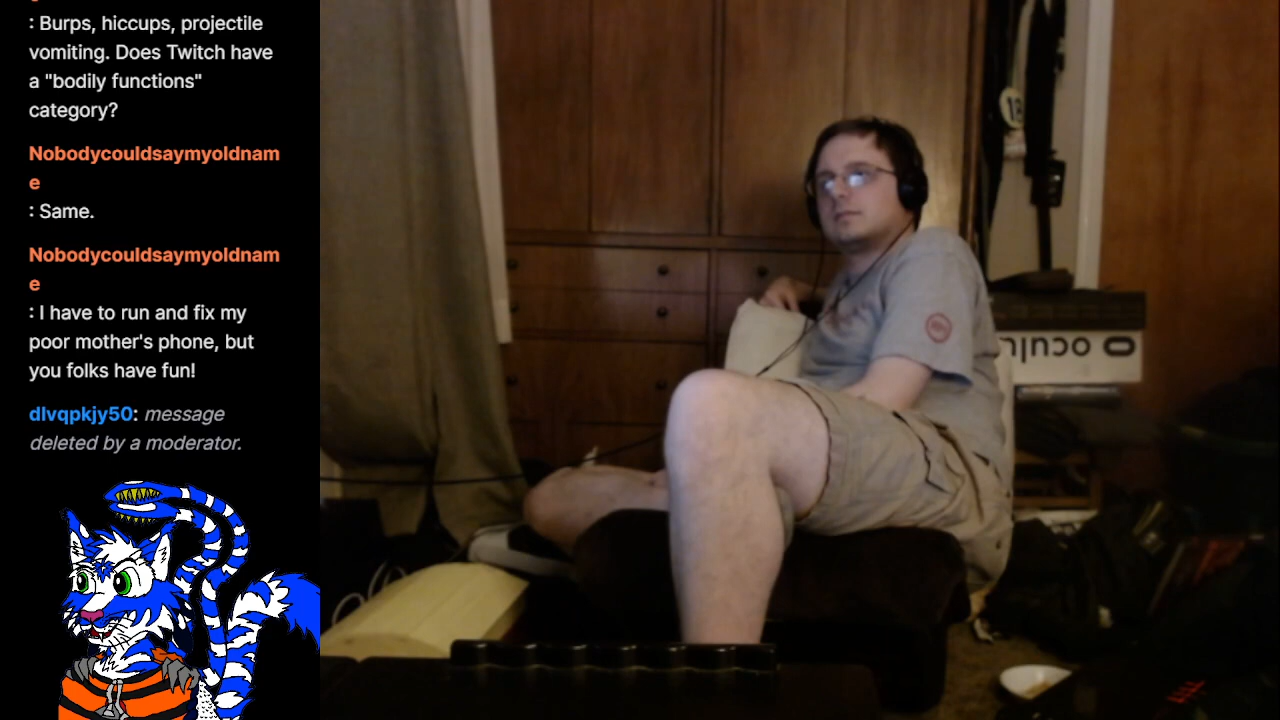 : Burps, hiccups, projectile
vomiting. Does Twitch have
a "bodily functions"
category?
Nobodycouldsaymyoldnam
e
: Same.
Nobodycouldsaymyoldnam
e
: I have to run and fix my
poor mother's phone, but
you folks have fun!
dlvqpkjy50: message
deleted by a moderator.
18